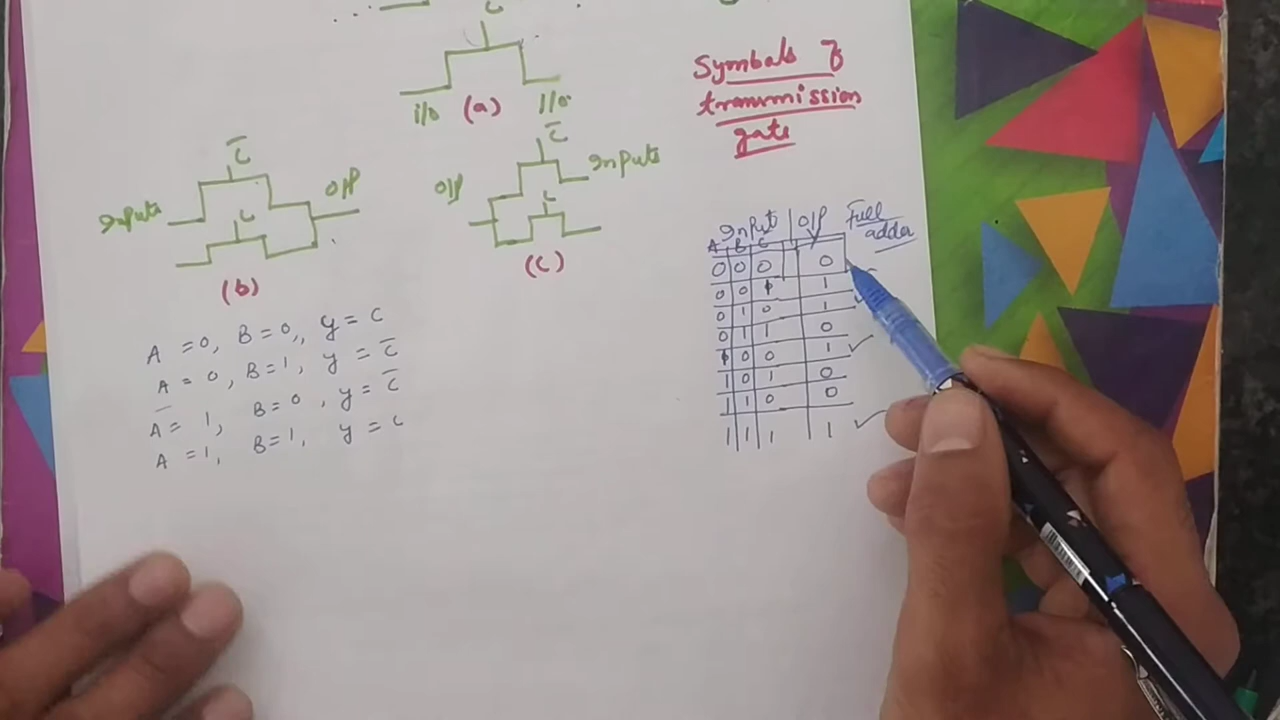 C
i/o (a) I/o
Symbals of
transmission
gate
C̅
Inputs O/P
C
(b)
C̅
O/P Inputs
C
(C)
A = 0, B = 0, y = C
A = 0, B = 1, y = C̅
A = 1, B = 0, y = C̅
A = 1, B = 1, y = C
Input O/P Full adder
A B C
0 0 0 0
0 0 1 1
0 1 0 1
0 1 1 0
1 0 0 1
1 0 1 0
1 1 0 0
1 1 1 1